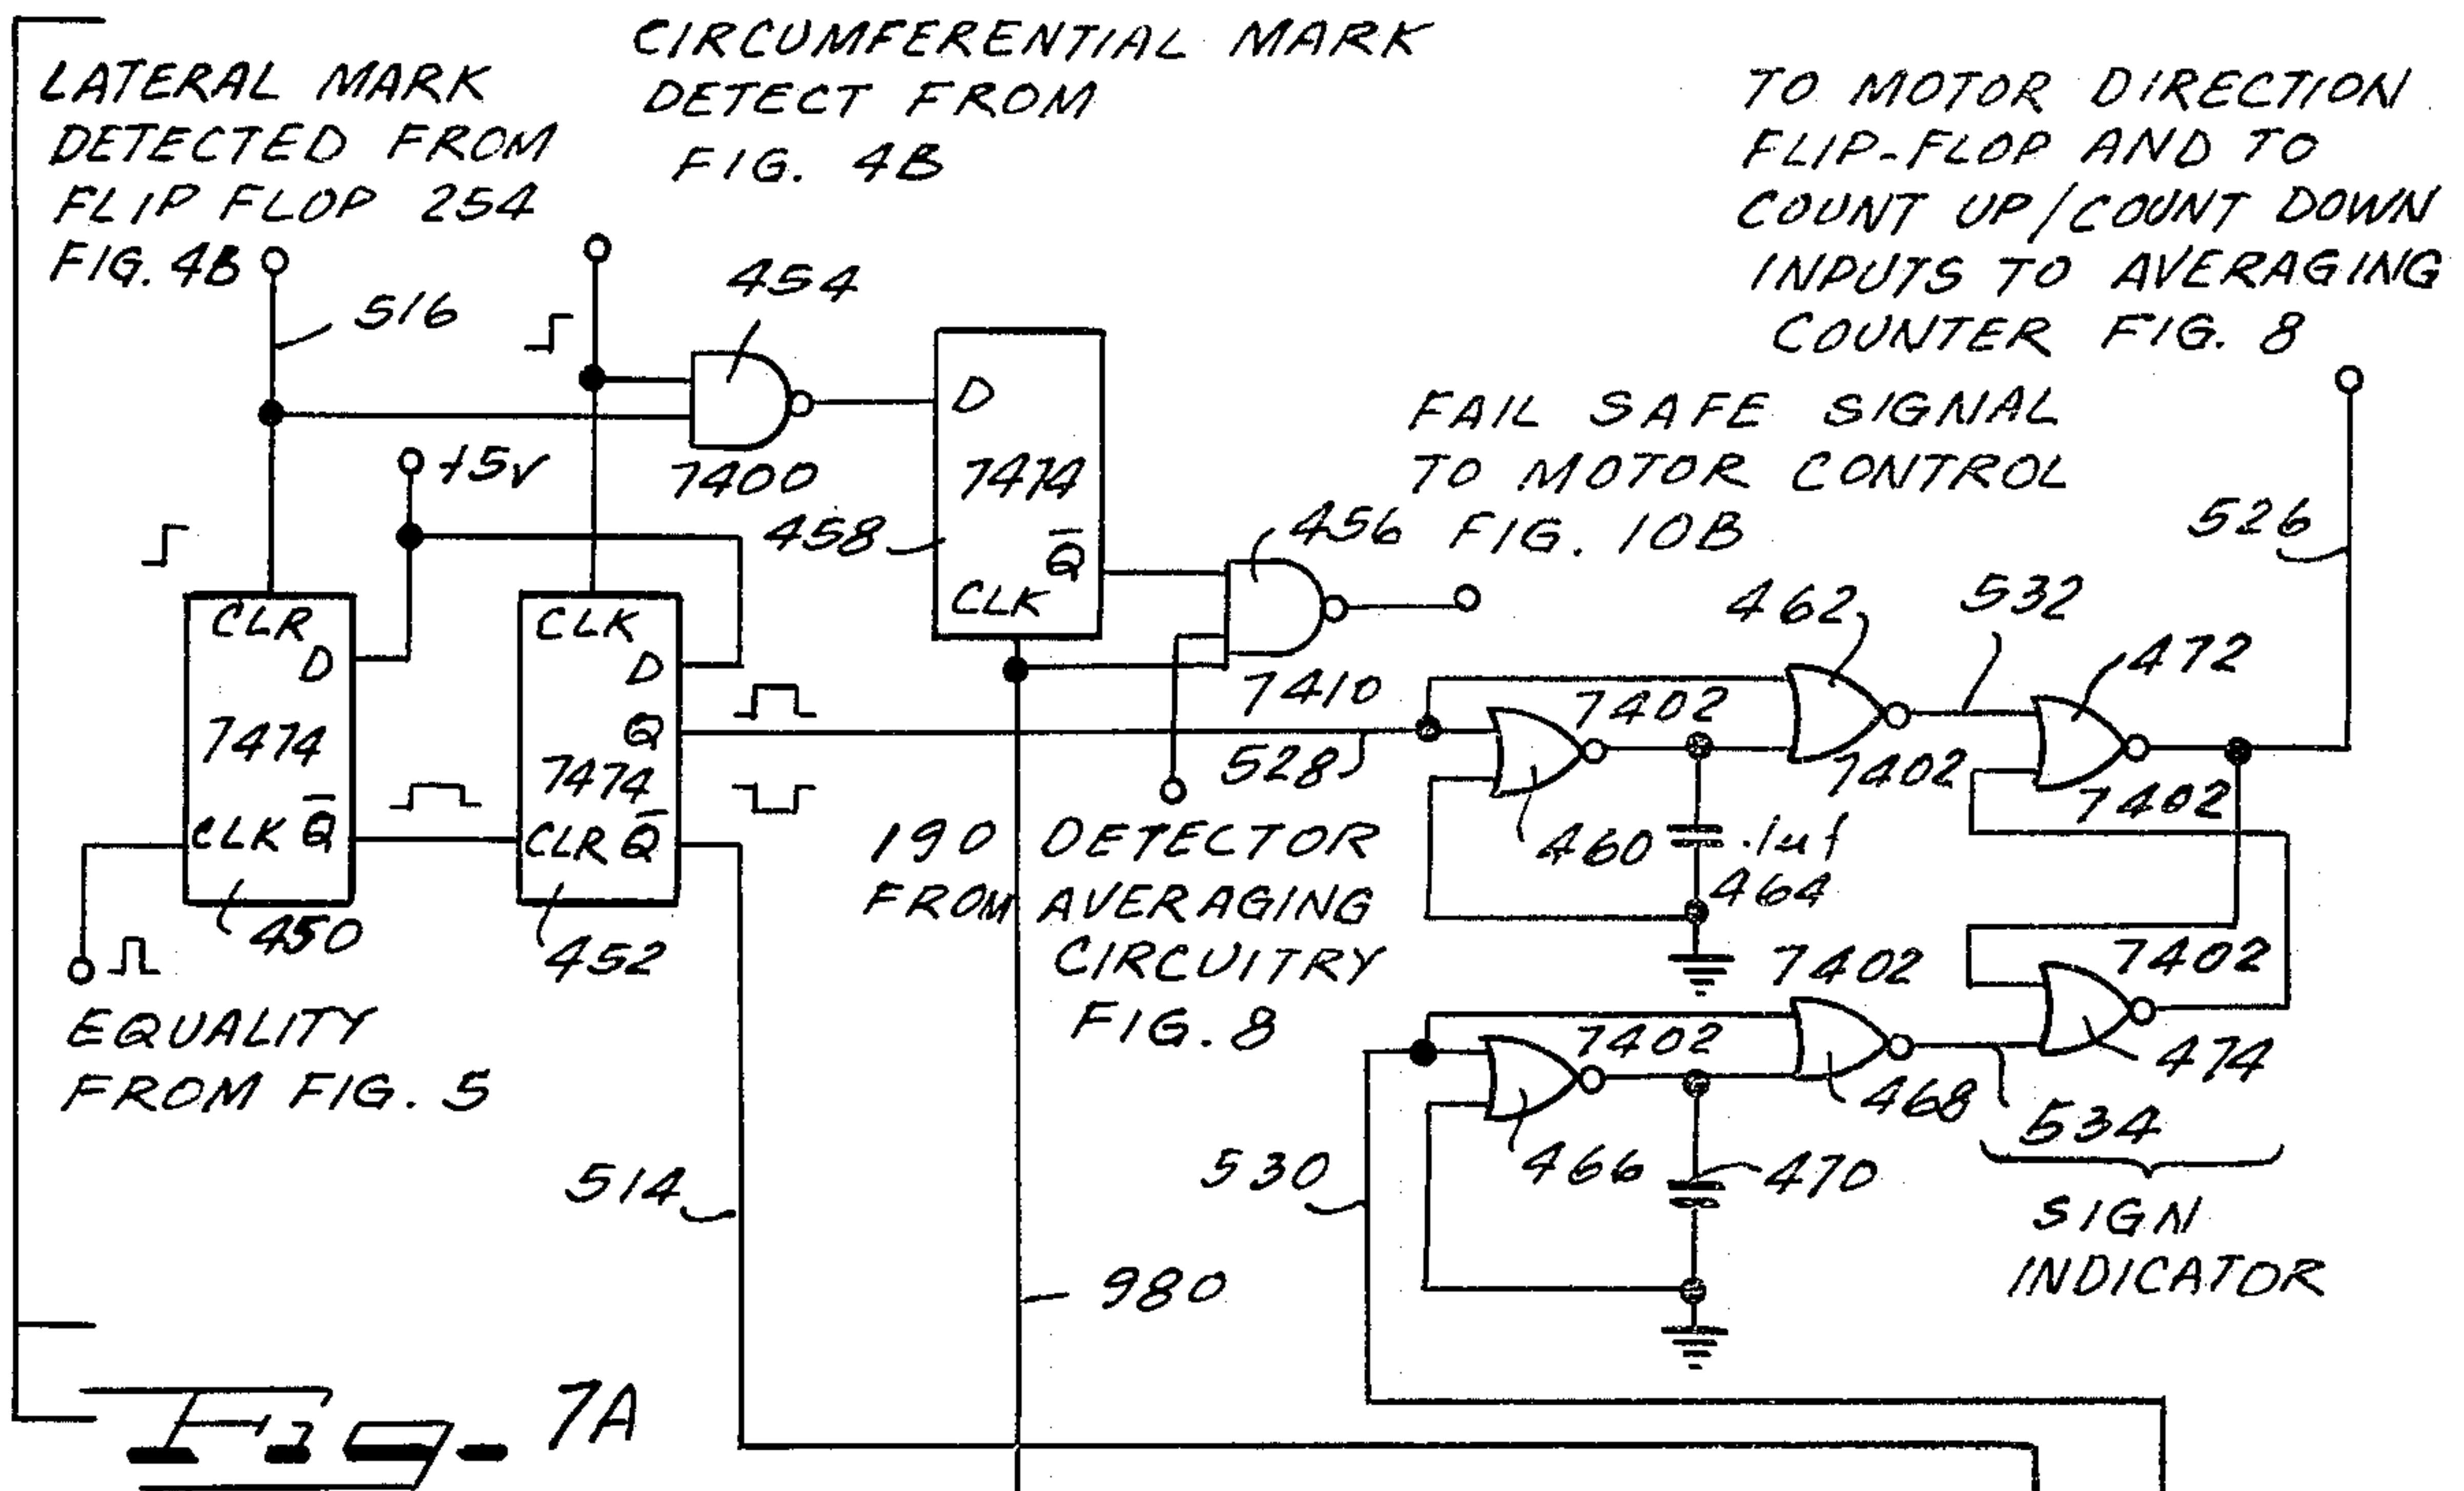 LATERAL MARK
DETECTED FROM
FLIP FLOP 254
FIG. 4B
CIRCUMFERENTIAL MARK
DETECT FROM
FIG. 4B
TO MOTOR DIRECTION
FLIP-FLOP AND TO
COUNT UP/COUNT DOWN
INPUTS TO AVERAGING
COUNTER FIG. 8
516
454
FAIL SAFE SIGNAL
TO MOTOR CONTROL
FIG. 10B
+5V
7400
D
7474
Q̅
CLK
458
456
526
7410
CLR
D
7474
CLK Q̅
450
CLK
D
Q
7474
CLR Q̅
452
528
462
532
472
7402
7402
7402
460
.1uf
464
190 DETECTOR
FROM AVERAGING
CIRCUITRY
FIG. 8
EQUALITY
FROM FIG. 5
7402
7402
7402
474
468
534
466
470
530
514
980
SIGN
INDICATOR
Fig- 7A